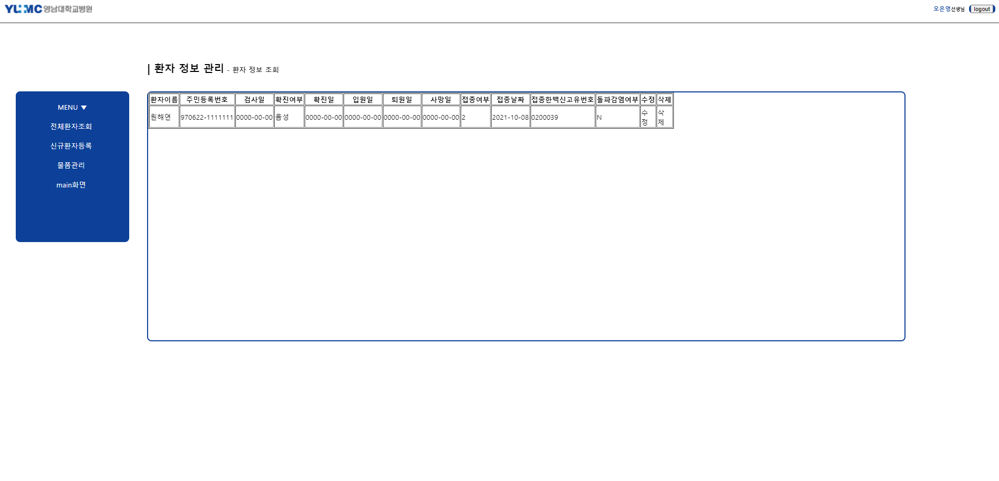 YUMC영남대학교병원
오은영선생님 logout
| 환자 정보 관리 - 환자 정보 조회
MENU ▼
전체환자조회
신규환자등록
물품관리
main화면
환자이름 주민등록번호 검사일 확진여부 확진일 입원일 퇴원일 사망일 접종여부 접종날짜 접종한백신고유번호 돌파감염여부 수정 삭제
원해연 970622-1111111 0000-00-00 음성 0000-00-00 0000-00-00 0000-00-00 0000-00-00 2 2021-10-08 0200039 N 수정 삭제